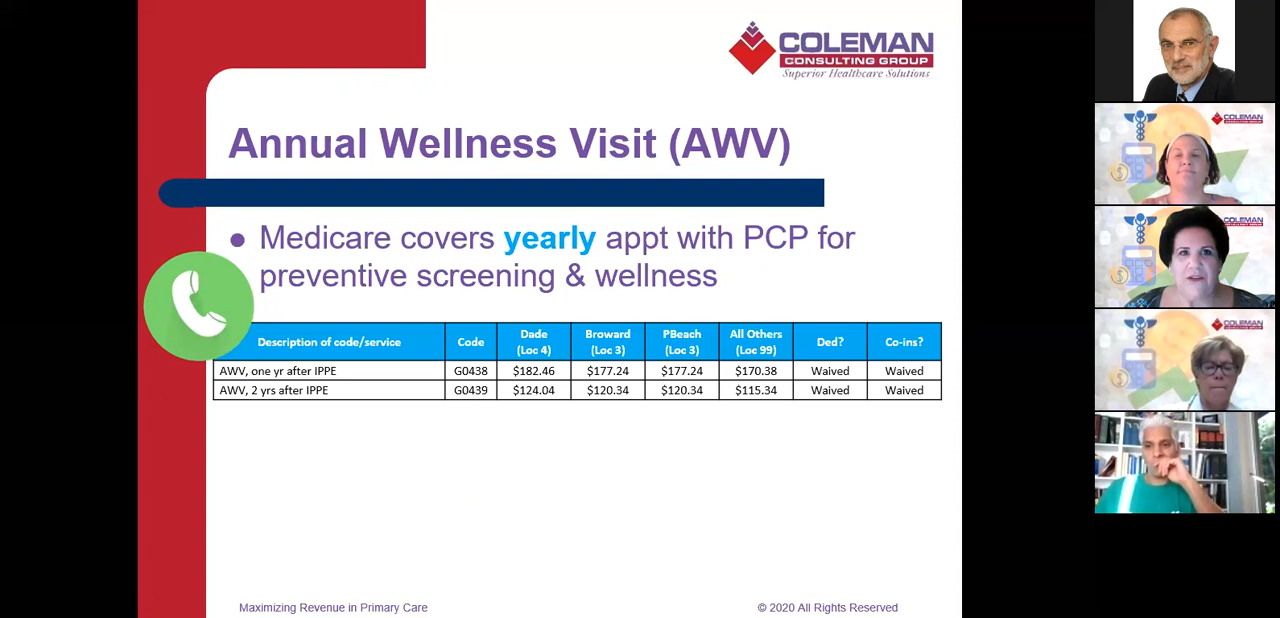 COLEMAN
CONSULTING GROUP
Superior Healthcare Solutions
Annual Wellness Visit (AWV)
● Medicare covers yearly appt with PCP for
preventive screening & wellness
Description of code/service Code Dade (Loc 4) Broward (Loc 3) PBeach (Loc 3) All Others (Loc 99) Ded? Co-ins?
AWV, one yr after IPPE G0438 $182.46 $177.24 $177.24 $170.38 Waived Waived
AWV, 2 yrs after IPPE G0439 $124.04 $120.34 $120.34 $115.34 Waived Waived
Maximizing Revenue in Primary Care
© 2020 All Rights Reserved
COLEMAN
COLEMAN
COLEMAN